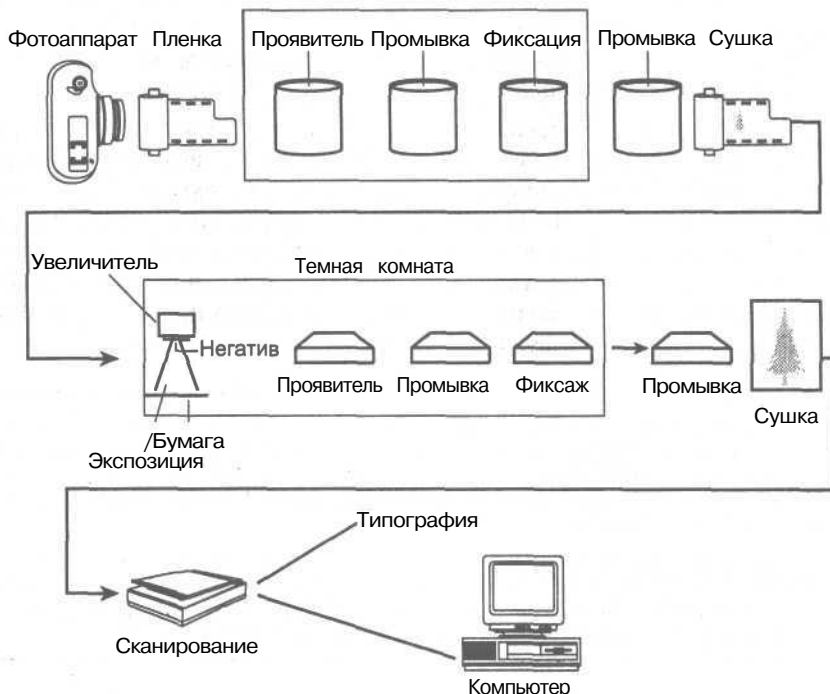 Фотоаппарат Пленка Проявитель Промывка Фиксация Промывка Сушка
Увеличитель
Темная комната
Негатив
Проявитель Промывка Фиксаж Промывка
Сушка
/Бумага
Экспозиция
Типография
Сканирование
Компьютер